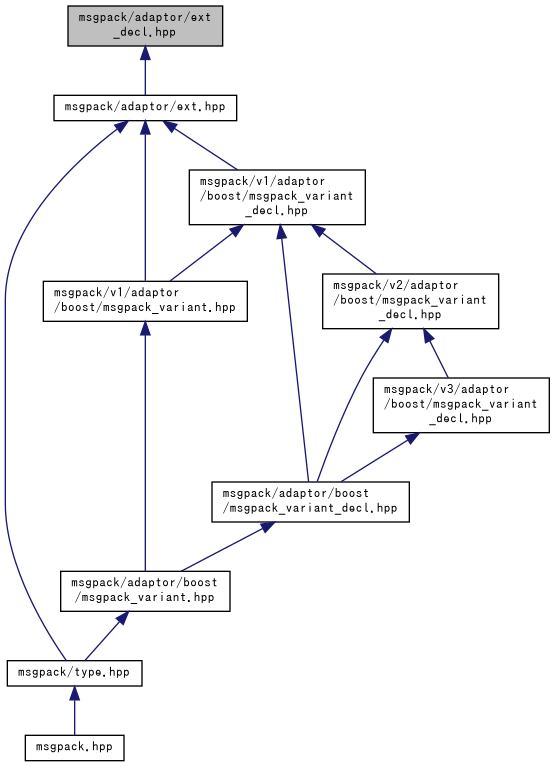 msgpack/adaptor/ext
_decl.hpp
msgpack/adaptor/ext.hpp
msgpack/v1/adaptor
/boost/msgpack_variant
_decl.hpp
msgpack/v1/adaptor
/boost/msgpack_variant.hpp
msgpack/v2/adaptor
/boost/msgpack_variant
_decl.hpp
msgpack/v3/adaptor
/boost/msgpack_variant
_decl.hpp
msgpack/adaptor/boost
/msgpack_variant_decl.hpp
msgpack/adaptor/boost
/msgpack_variant.hpp
msgpack/type.hpp
msgpack.hpp